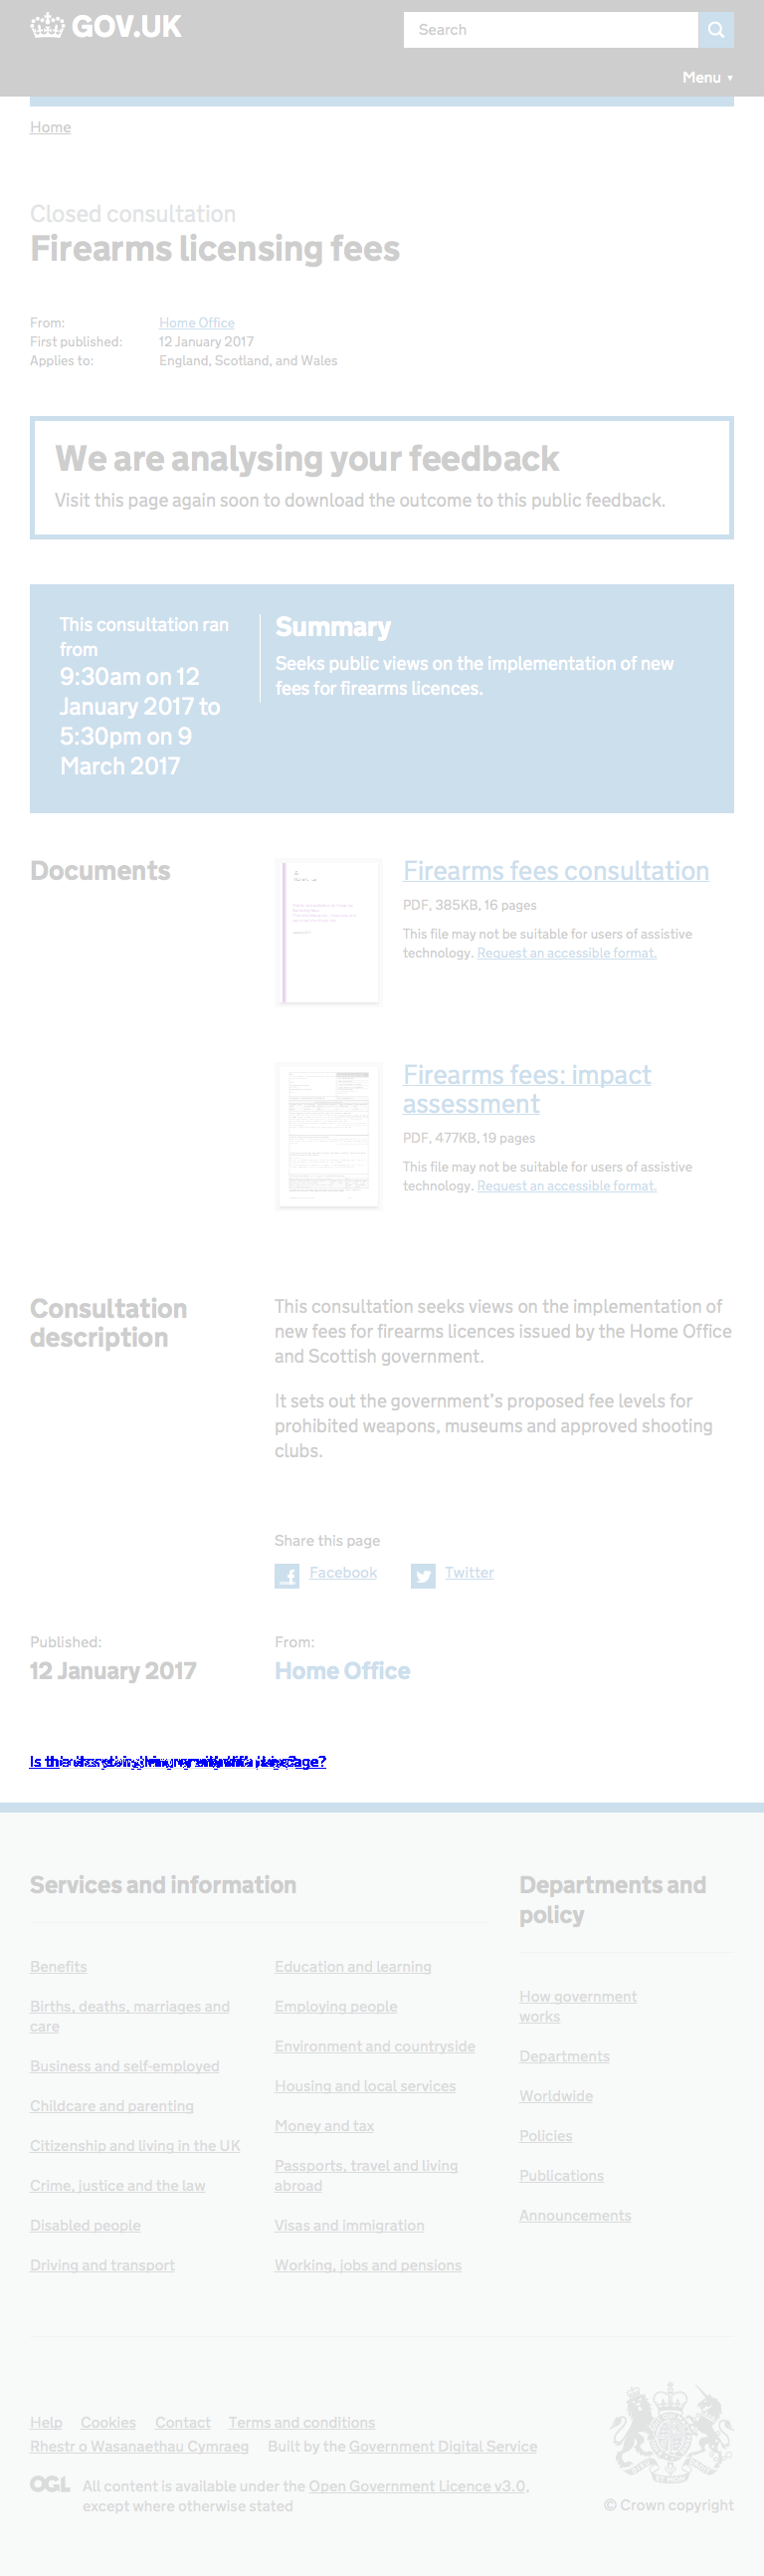 GOV.UK
Search
Menu ▼
Home
Closed consultation
Firearms licensing fees
From: Home Office
First published: 12 January 2017
Applies to: England, Scotland, and Wales
We are analysing your feedback
Visit this page again soon to download the outcome to this public feedback.
This consultation ran
from
9:30am on 12
January 2017 to
5:30pm on 9
March 2017
Summary
Seeks public views on the implementation of new
fees for firearms licences.
Documents
Firearms fees consultation
PDF, 385KB, 16 pages
This file may not be suitable for users of assistive
technology. Request an accessible format.
Firearms fees: impact
assessment
PDF, 477KB, 19 pages
This file may not be suitable for users of assistive
technology. Request an accessible format.
Consultation
description
This consultation seeks views on the implementation of
new fees for firearms licences issued by the Home Office
and Scottish government.
It sets out the government’s proposed fee levels for
prohibited weapons, museums and approved shooting
clubs.
Share this page
Facebook
Twitter
Published:
12 January 2017
From:
Home Office
Services and information
Benefits
Births, deaths, marriages and
care
Business and self-employed
Childcare and parenting
Citizenship and living in the UK
Crime, justice and the law
Disabled people
Driving and transport
Education and learning
Employing people
Environment and countryside
Housing and local services
Money and tax
Passports, travel and living
abroad
Visas and immigration
Working, jobs and pensions
Departments and
policy
How government
works
Departments
Worldwide
Policies
Publications
Announcements
Help Cookies Contact Terms and conditions
Rhestr o Wasanaethau Cymraeg Built by the Government Digital Service
OGL All content is available under the Open Government Licence v3.0,
except where otherwise stated
© Crown copyright